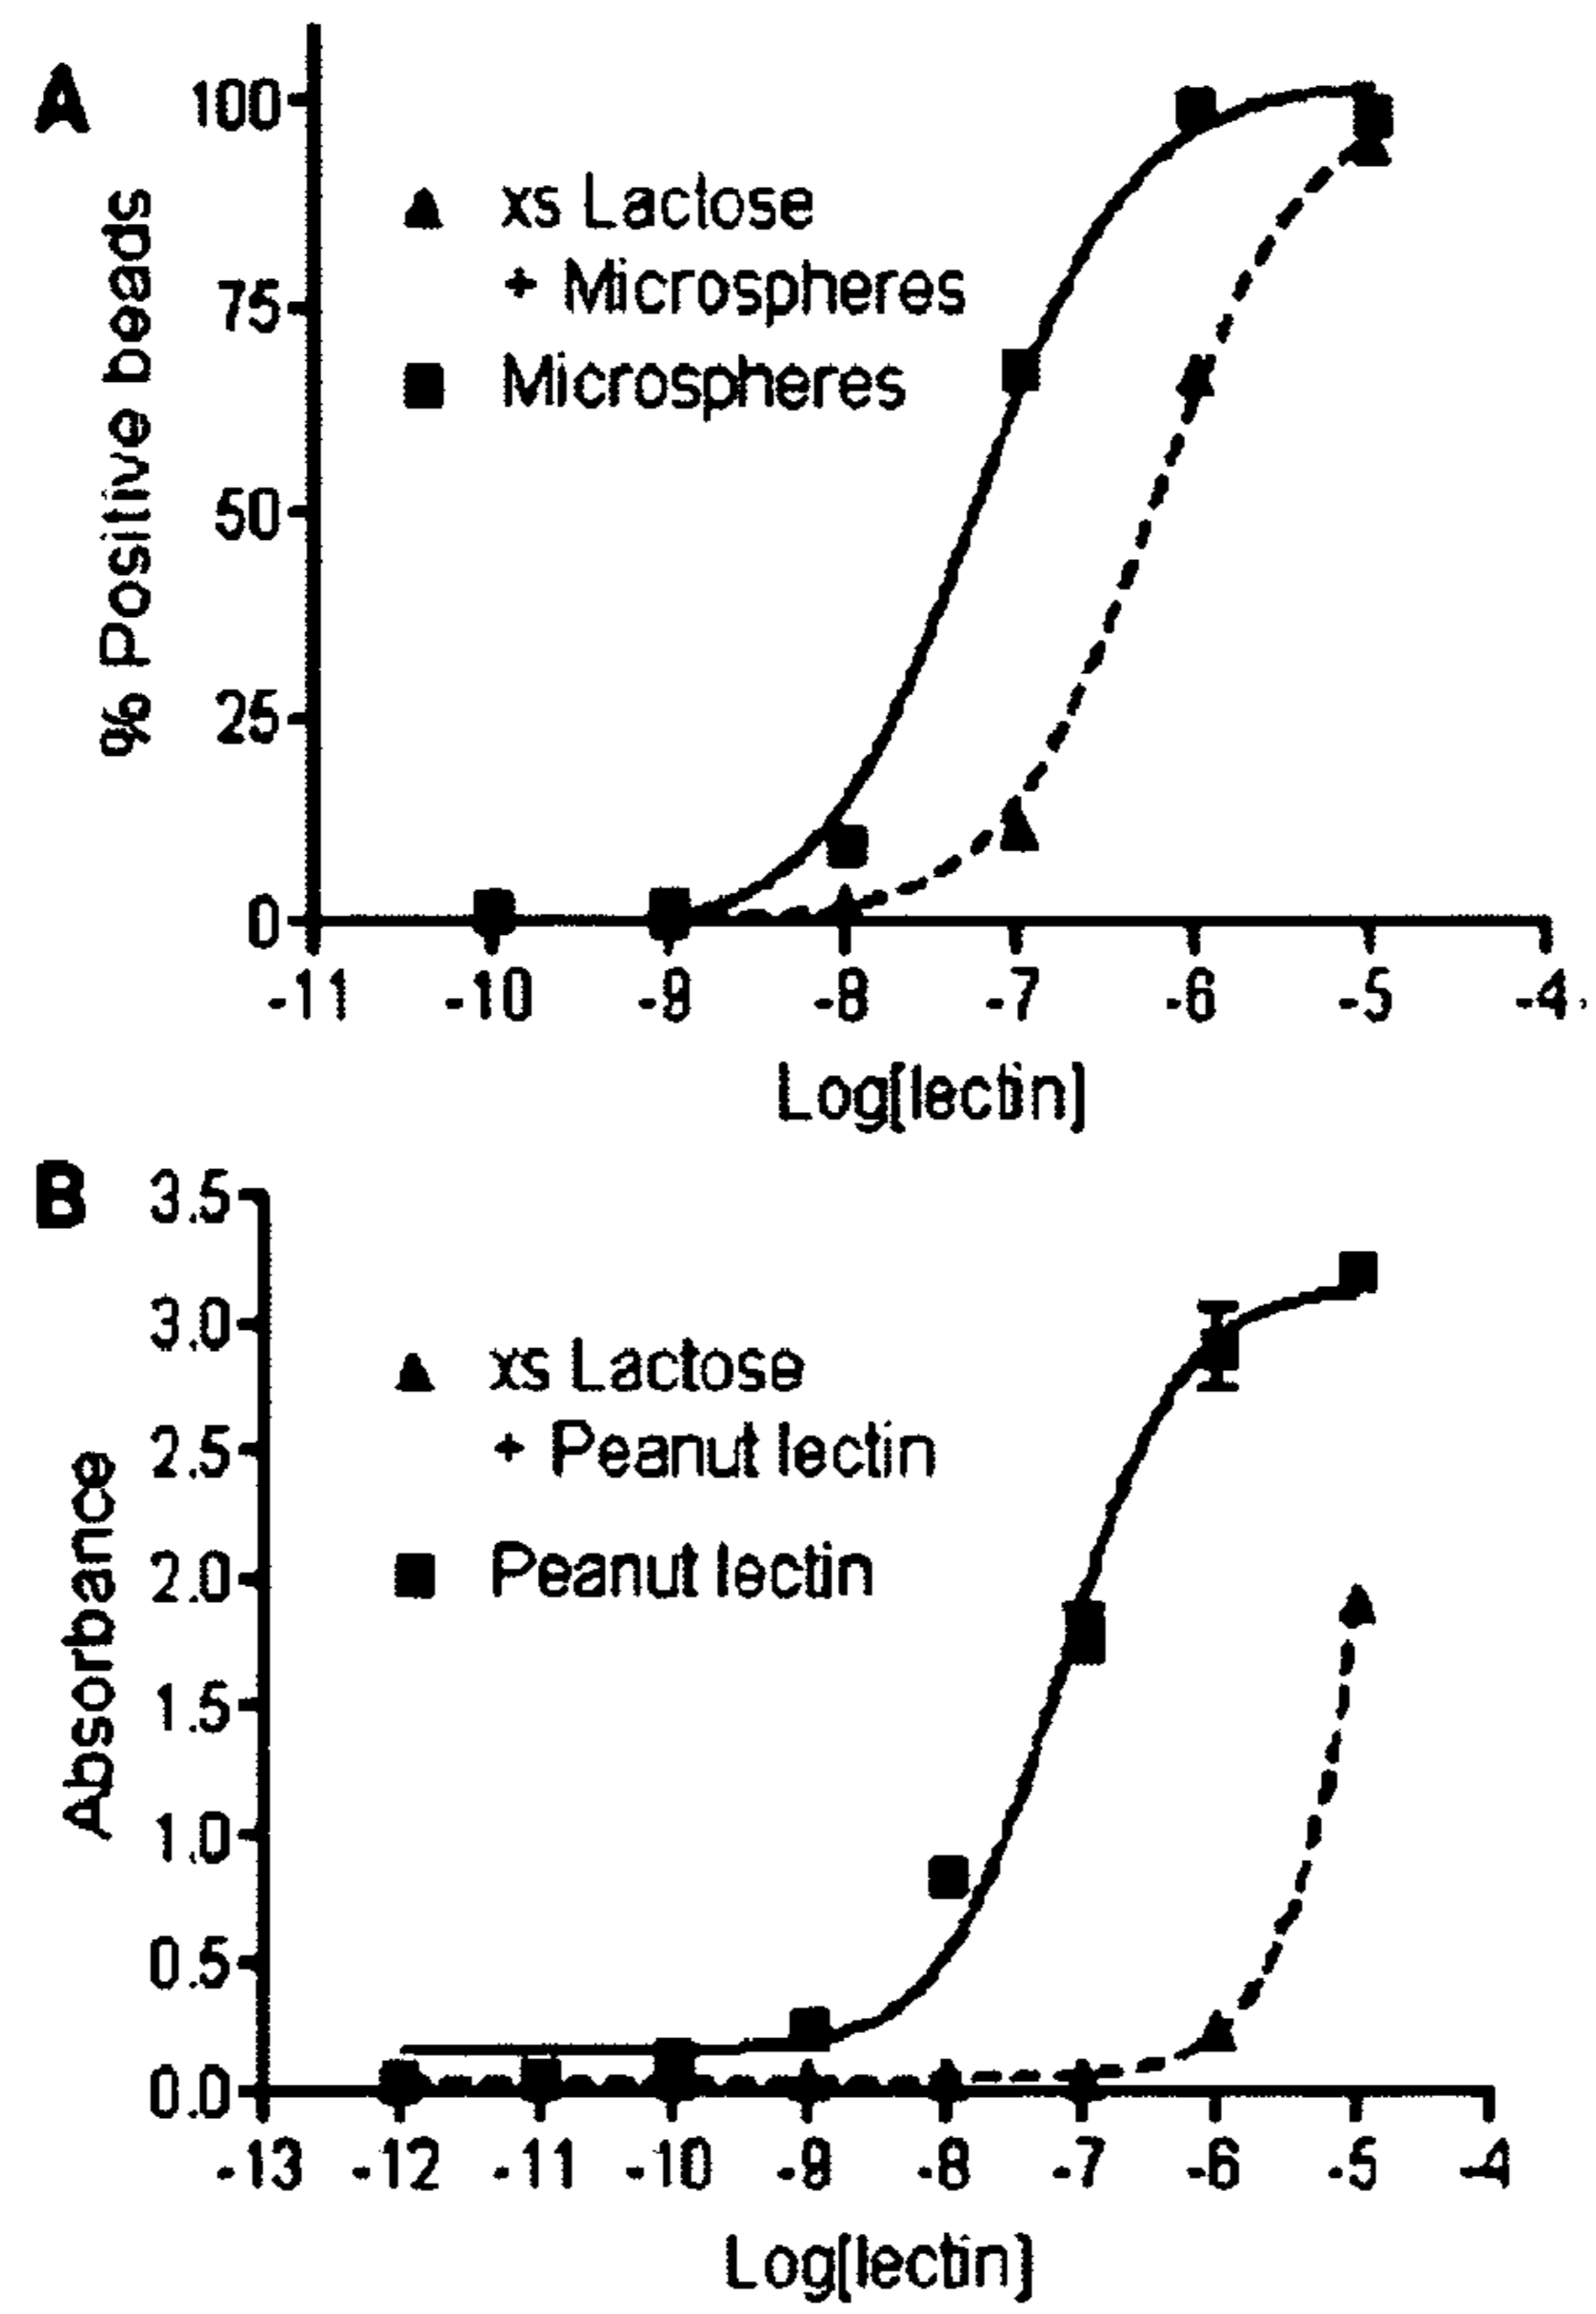 A
100
75
50
25
0
% Positive beads
xs Lactose
+ Microspheres
Microspheres
-11 -10 -9 -8 -7 -6 -5 -4
Log[lectin]
B
3.5
3.0
2.5
2.0
1.5
1.0
0.5
0.0
Absorbance
xs Lactose
+ Peanut lectin
Peanut lectin
-13 -12 -11 -10 -9 -8 -7 -6 -5 -4
Log[lectin]